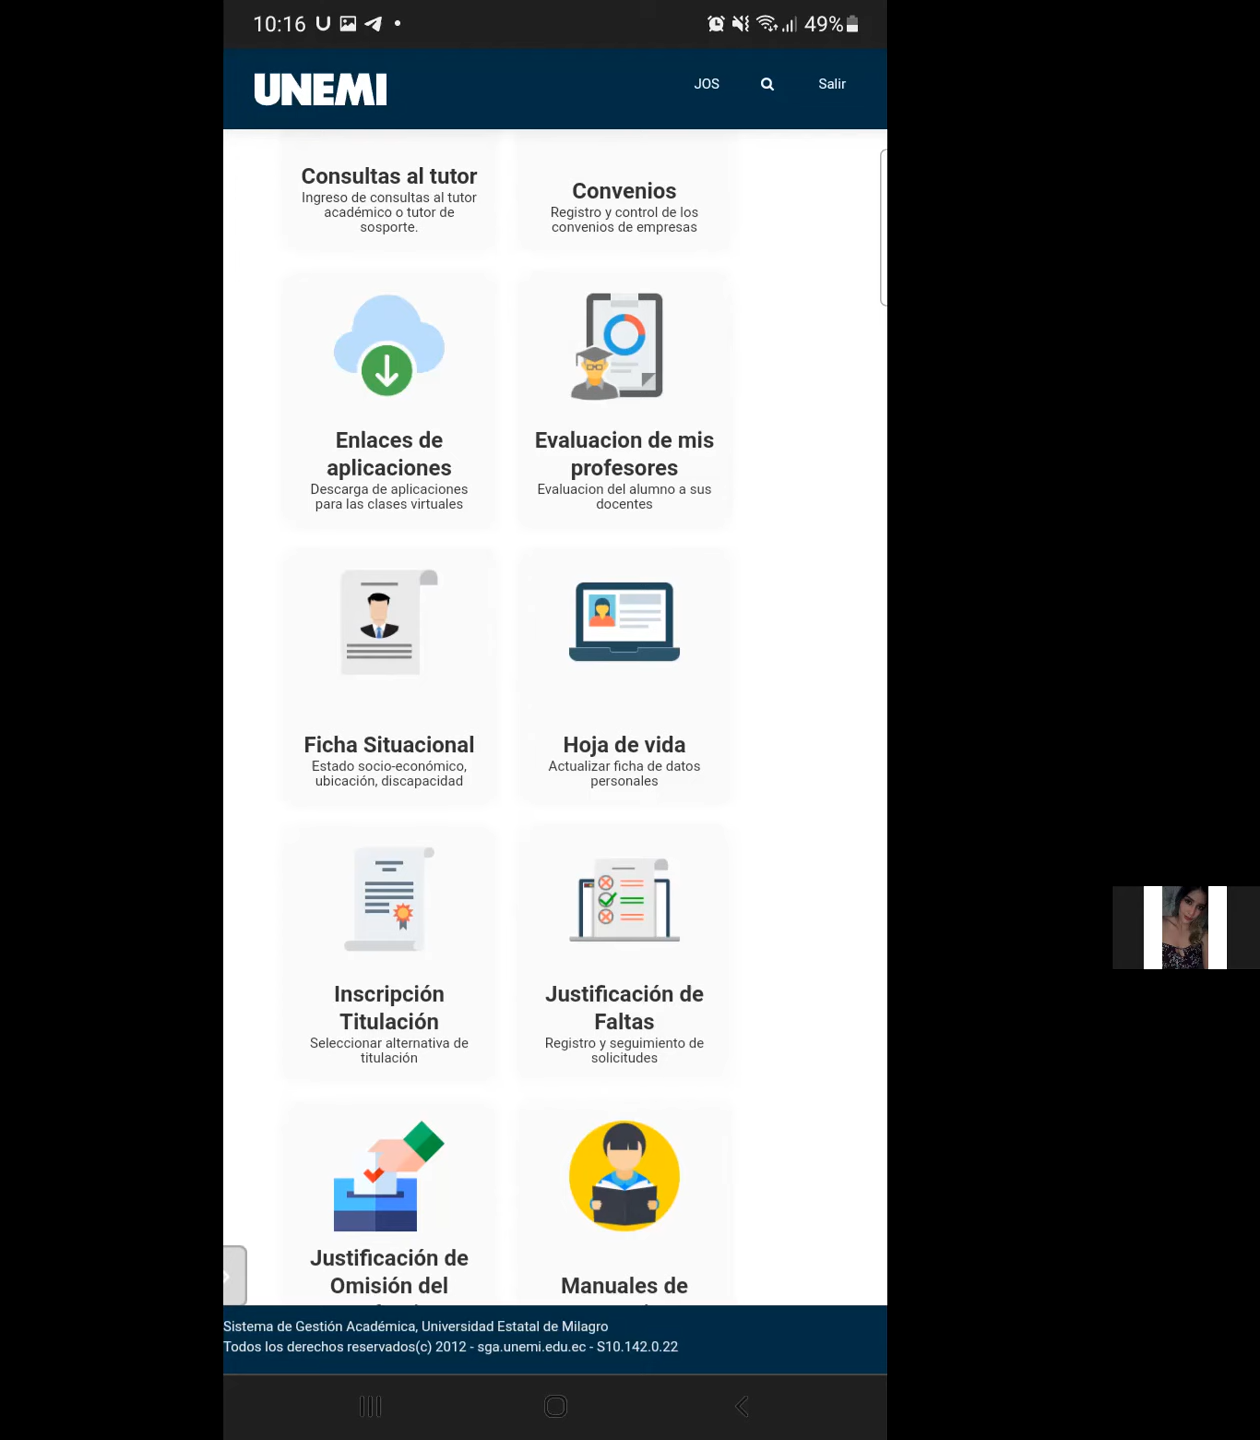 10:16
49%
UNEMI
JOS
Salir
Consultas al tutor
Ingreso de consultas al tutor
académico o tutor de
sosporte.
Convenios
Registro y control de los
convenios de empresas
Enlaces de
aplicaciones
Descarga de aplicaciones
para las clases virtuales
Evaluacion de mis
profesores
Evaluacion del alumno a sus
docentes
Ficha Situacional
Estado socio-económico,
ubicación, discapacidad
Hoja de vida
Actualizar ficha de datos
personales
Inscripción
Titulación
Seleccionar alternativa de
titulación
Justificación de
Faltas
Registro y seguimiento de
solicitudes
Justificación de
Omisión del
Manuales de
Sistema de Gestión Académica, Universidad Estatal de Milagro
Todos los derechos reservados(c) 2012 - sga.unemi.edu.ec - S10.142.0.22